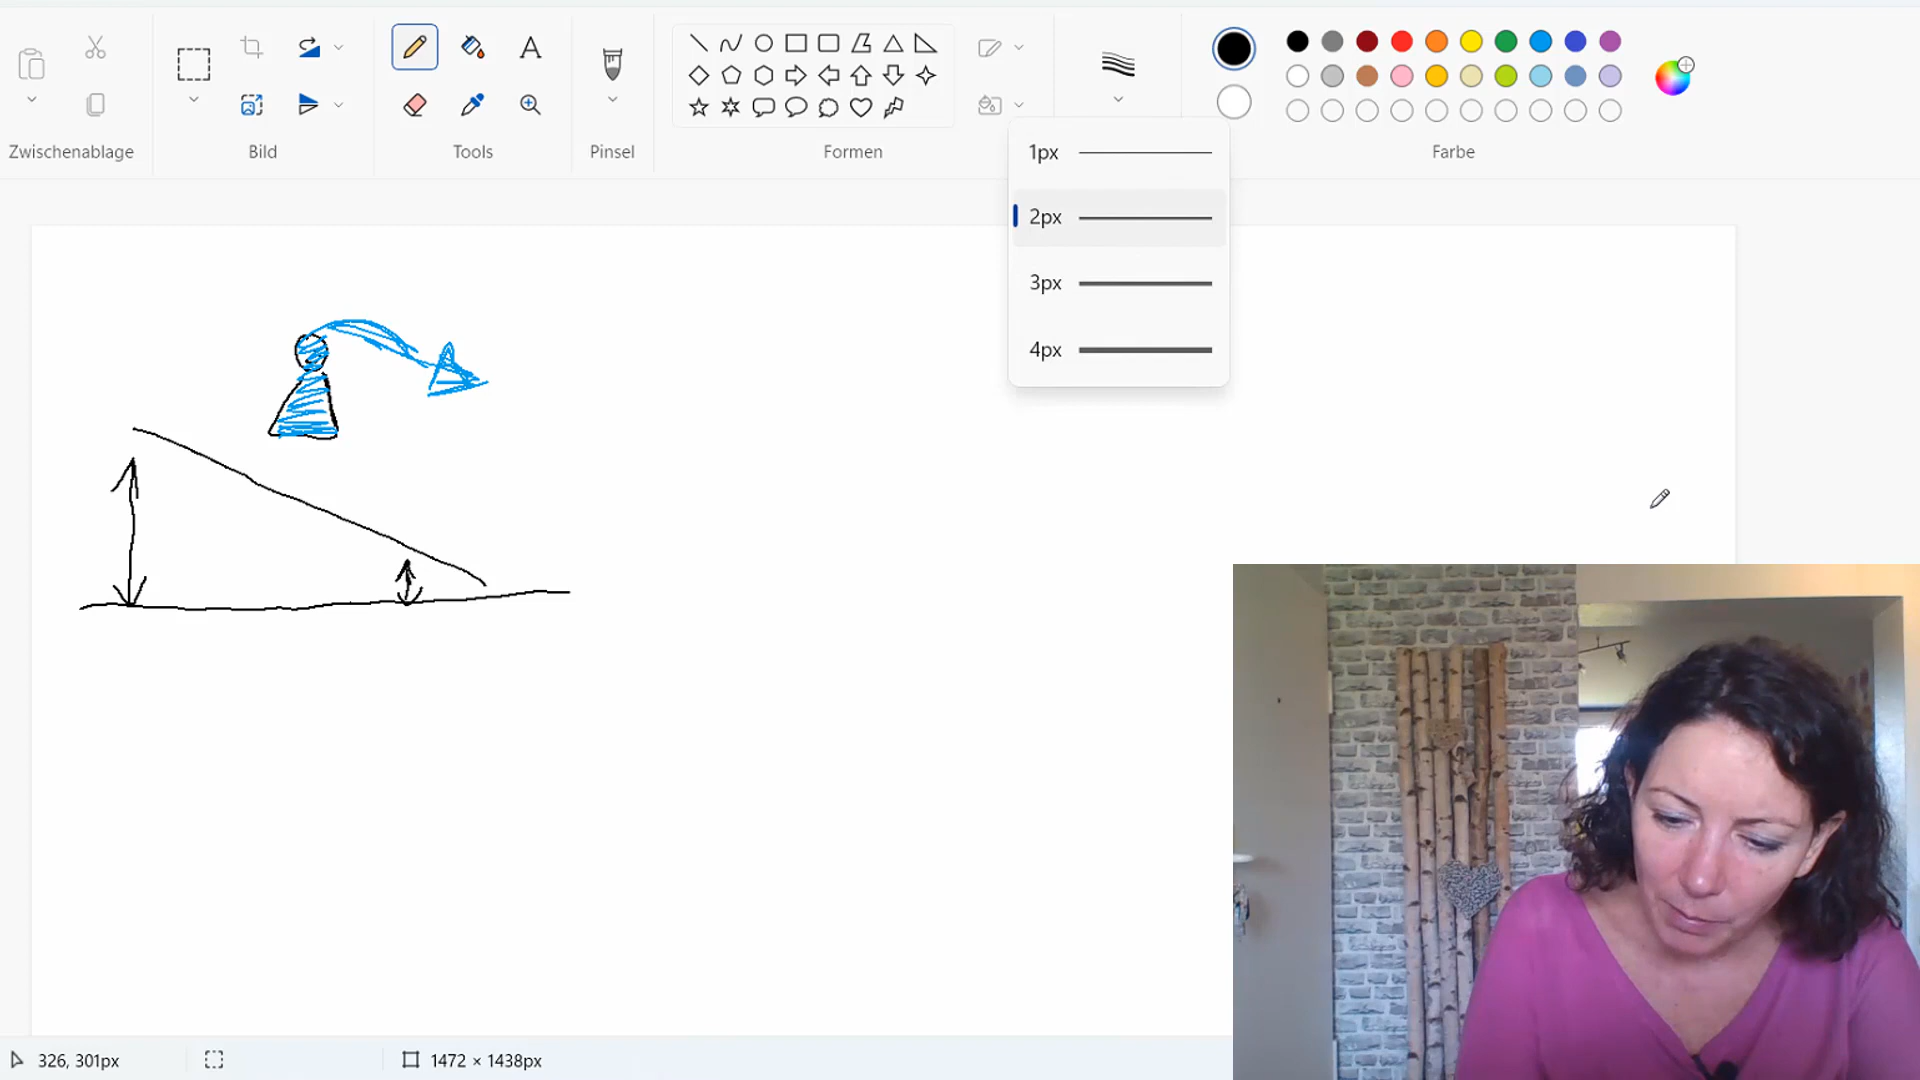 Zwischenablage
Bild
Tools
Pinsel
Formen
Farbe
1px
2px
3px
4px
326, 301px
1472 × 1438px